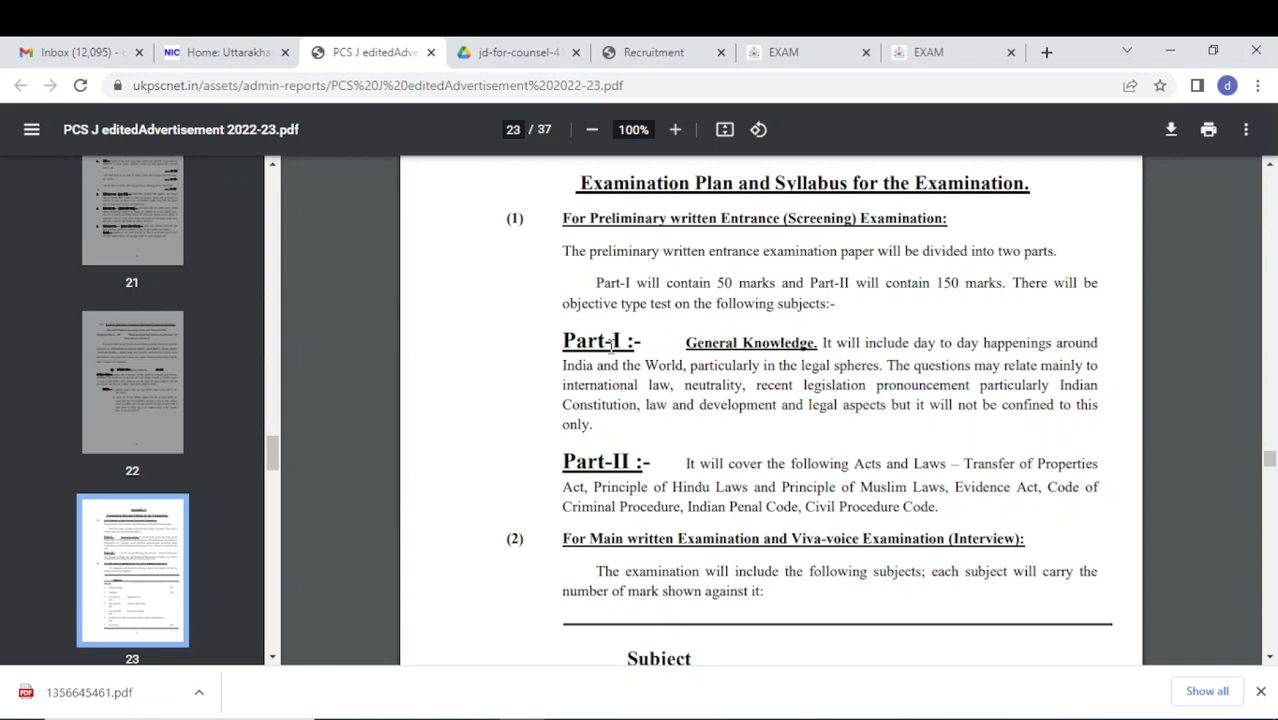 Inbox (12,095) - c
NIC Home: Uttarakha
PCS J editedAdve
jd-for-counsel-4
Recruitment
EXAM
EXAM
ukpscnet.in/assets/admin-reports/PCS%20J%20editedAdvertisement%202022-23.pdf
d
PCS J editedAdvertisement 2022-23.pdf
23 / 37
100%
21
22
23
Examination Plan and Syllabus for the Examination.
(1) For Preliminary written Entrance (Screening) Examination:
The preliminary written entrance examination paper will be divided into two parts.
Part-I will contain 50 marks and Part-II will contain 150 marks. There will be
objective type test on the following subjects:-
Part-I :- General Knowledge. It will include day to day happenings around
India in the World, particularly in the legal spheres. The questions may relate mainly to
international law, neutrality, recent legislation pronouncement particularly Indian
Constitution, law and development and legal aspects but it will not be confined to this
only.
Part-II :- It will cover the following Acts and Laws – Transfer of Properties
Act, Principle of Hindu Laws and Principle of Muslim Laws, Evidence Act, Code of
Criminal Procedure, Indian Penal Code, Civil Procedure Code.
(2) For Main written Examination and Viva-voce Examination (Interview):
The examination will include the following subjects; each subject will carry the
number of mark shown against it:
Subject
1356645461.pdf
Show all